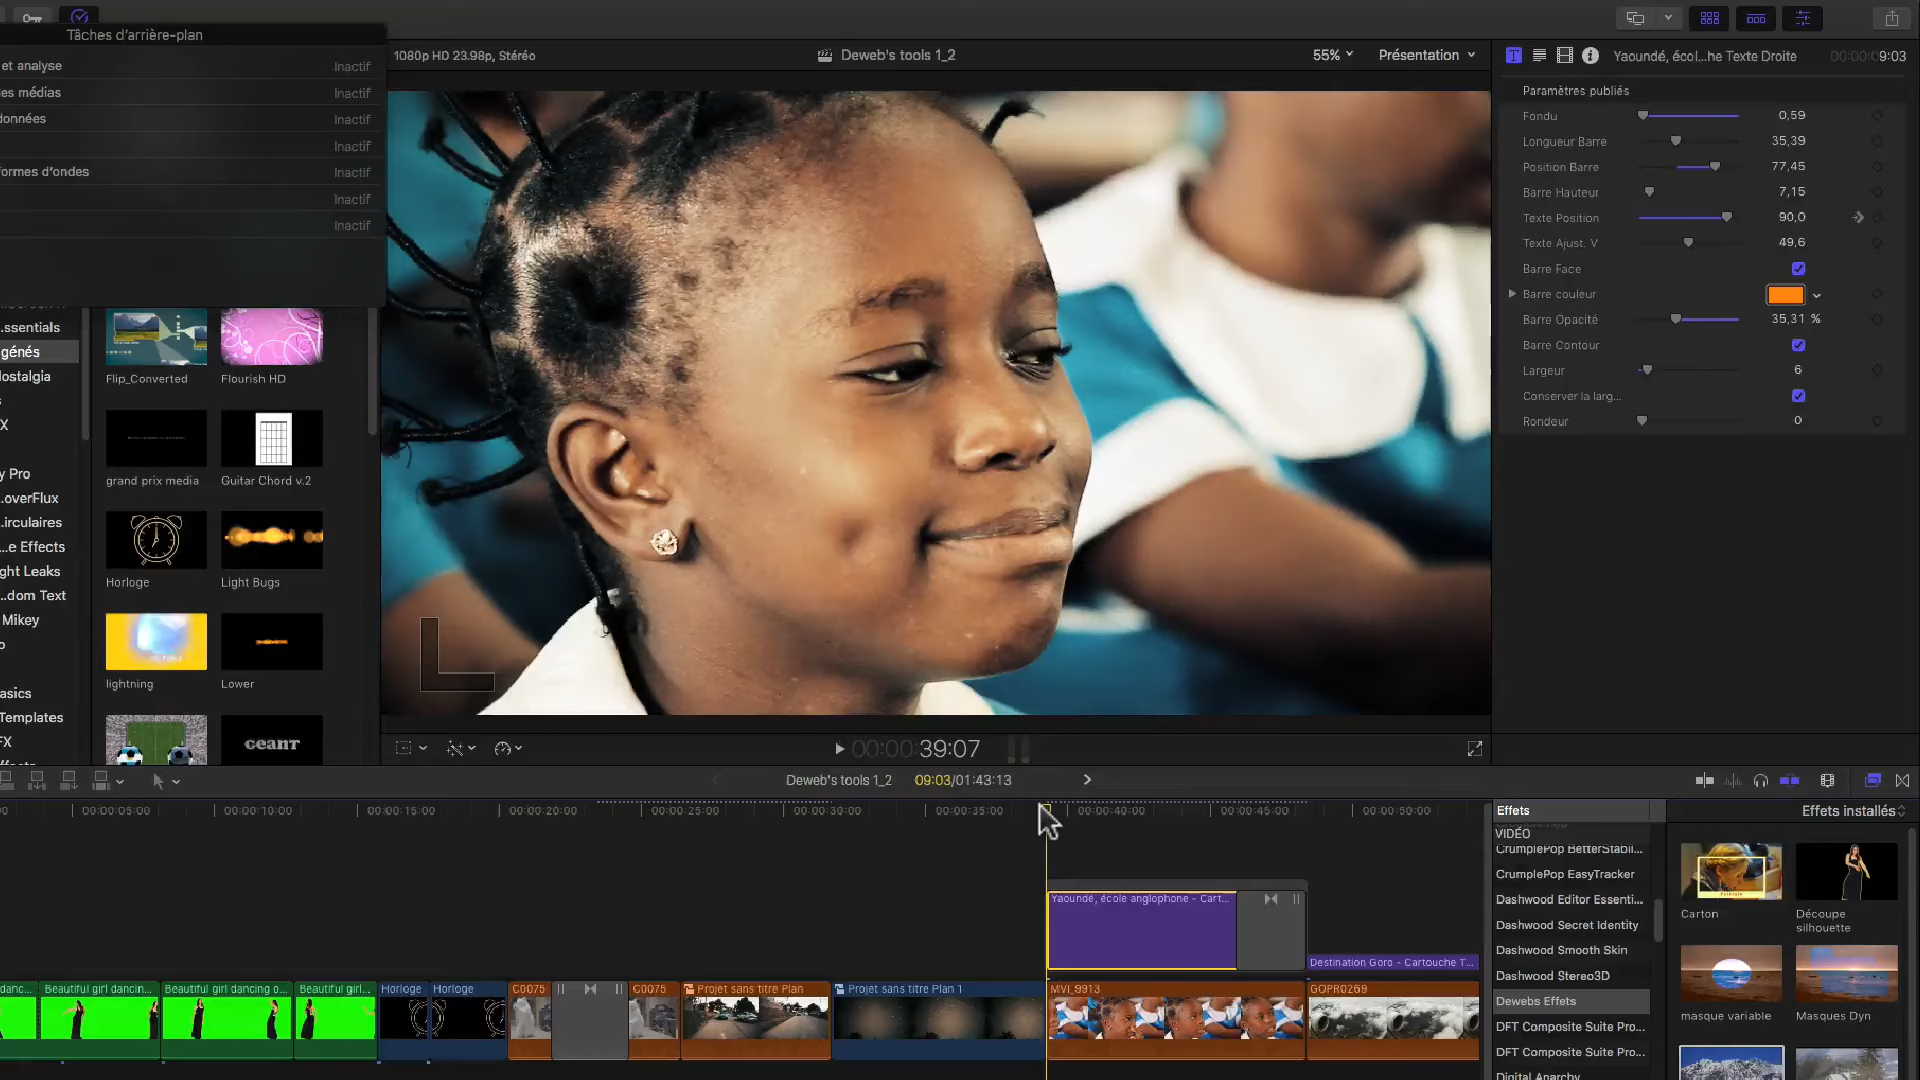 Tâches d'arrière-plan
et analyse Inactif
es médias Inactif
données Inactif
Inactif
formes d'ondes Inactif
Inactif
Inactif
1080p HD 23.98p, Stéréo
Deweb's tools 1_2
55%
Présentation
Yaoundé, écol...he Texte Droite
00:00:09:03
Paramètres publiés
Fondu 0,59
Longueur Barre 35,39
Position Barre 77,45
Barre Hauteur 7,15
Texte Position 90,0
Texte Ajust. V 49,6
Barre Face
Barre couleur
Barre Opacité 35,31 %
Barre Contour
Largeur 6
Conserver la larg...
Rondeur 0
...ssentials
génés
Nostalgia
X
y Pro
...overFlux
...irculaires
...e Effects
ght Leaks
...dom Text
Mikey
o
asics
Templates
FX
Flip_Converted
Flourish HD
grand prix media
Guitar Chord v.2
Horloge
Light Bugs
lightning
Lower
GEANT
00:00:39:07
Deweb's tools 1_2
09:03/01:43:13
00:00:05:00
00:00:10:00
00:00:15:00
00:00:20:00
00:00:25:00
00:00:30:00
00:00:35:00
00:00:40:00
00:00:45:00
00:00:50:00
Yaoundé, école anglophone - Cart...
Destination Goro - Cartouche T...
danc...
Beautiful girl dancin...
Beautiful girl dancing o...
Beautiful girl...
Horloge
Horloge
C0075
C0075
Projet sans titre Plan
Projet sans titre Plan 1
MVI_9913
GOPR0269
Effets
VIDÉO
CrumplePop BetterStabil...
CrumplePop EasyTracker
Dashwood Editor Essenti...
Dashwood Secret Identity
Dashwood Smooth Skin
Dashwood Stereo3D
Dewebs Effets
DFT Composite Suite Pro...
DFT Composite Suite Pro...
Digital Anarchy
Effets installés
Carton
Découpe
silhouette
masque variable
Masques Dyn